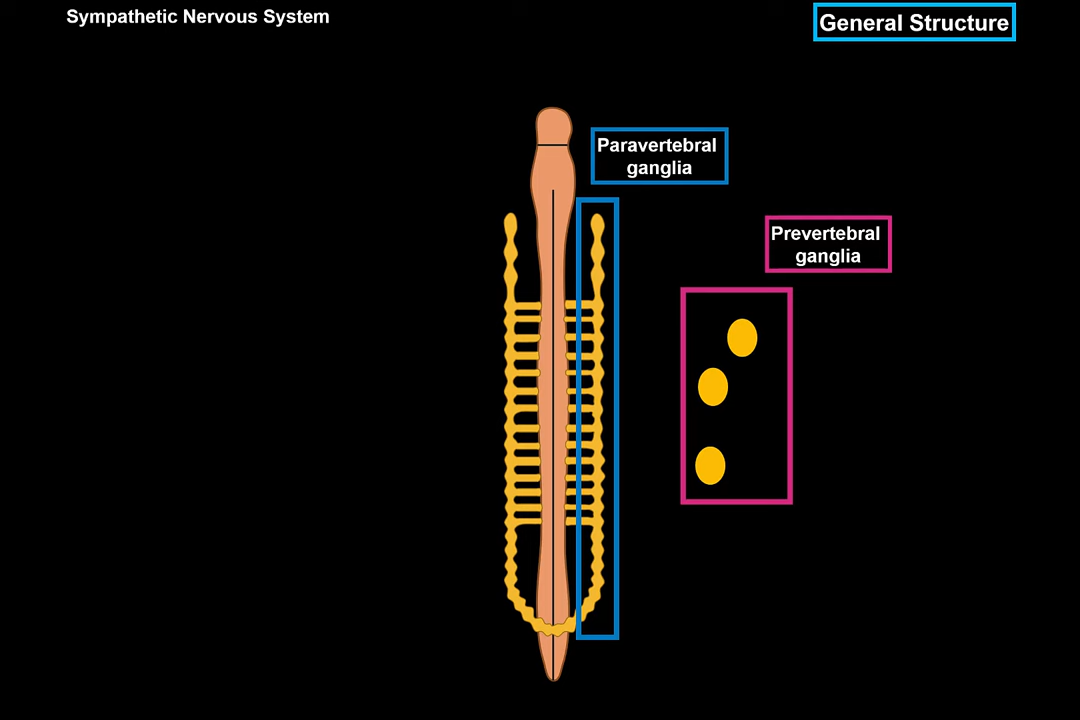 Sympathetic Nervous System
General Structure
Paravertebral
ganglia
Prevertebral
ganglia